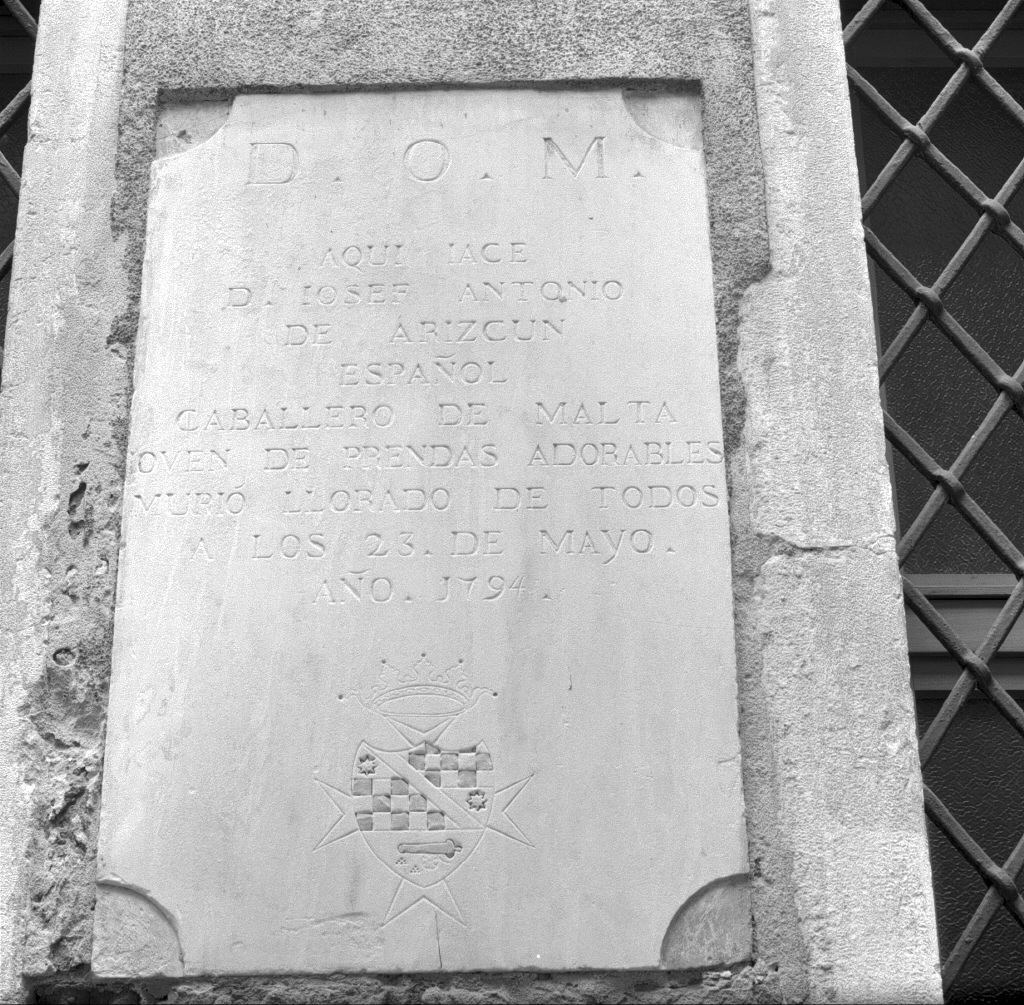 D. O. M.
AQUI IACE
D. IOSEF ANTONIO
DE ARIZCUN
ESPAÑOL
CABALLERO DE MALTA
JOVEN DE PRENDAS ADORABLES
MURIÓ LLORADO DE TODOS
A LOS 23. DE MAYO.
AÑO. 1794.